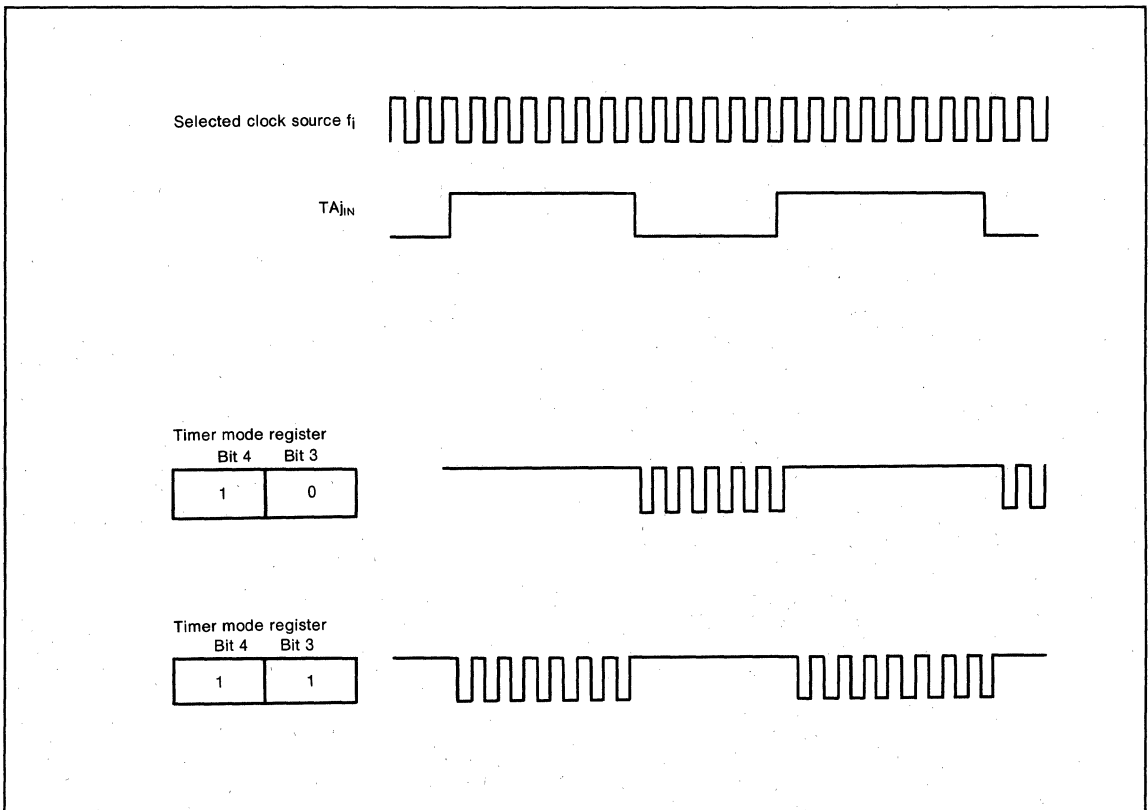 Selected clock source fi
TAjIN
Timer mode register
Bit 4 Bit 3
1 0
Timer mode register
Bit 4 Bit 3
1 1